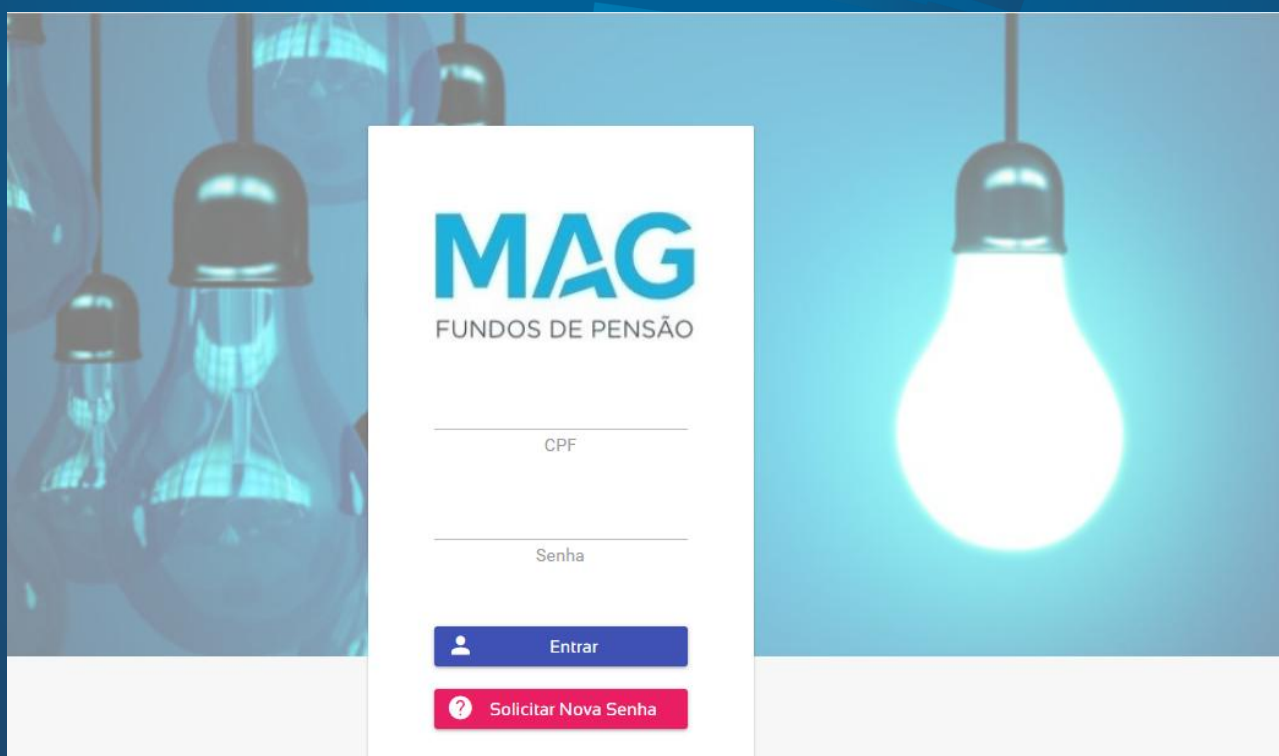 MAG
FUNDOS DE PENSÃO
CPF
Senha
Entrar
Solicitar Nova Senha